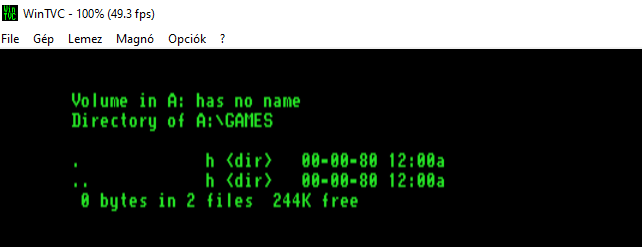 WinTVC - 100% (49.3 fps)
File Gép Lemez Magnó Opciók ?
Volume in A: has no name
Directory of A:\GAMES
. h <dir> 00-00-80 12:00a
.. h <dir> 00-00-80 12:00a
0 bytes in 2 files 244K free